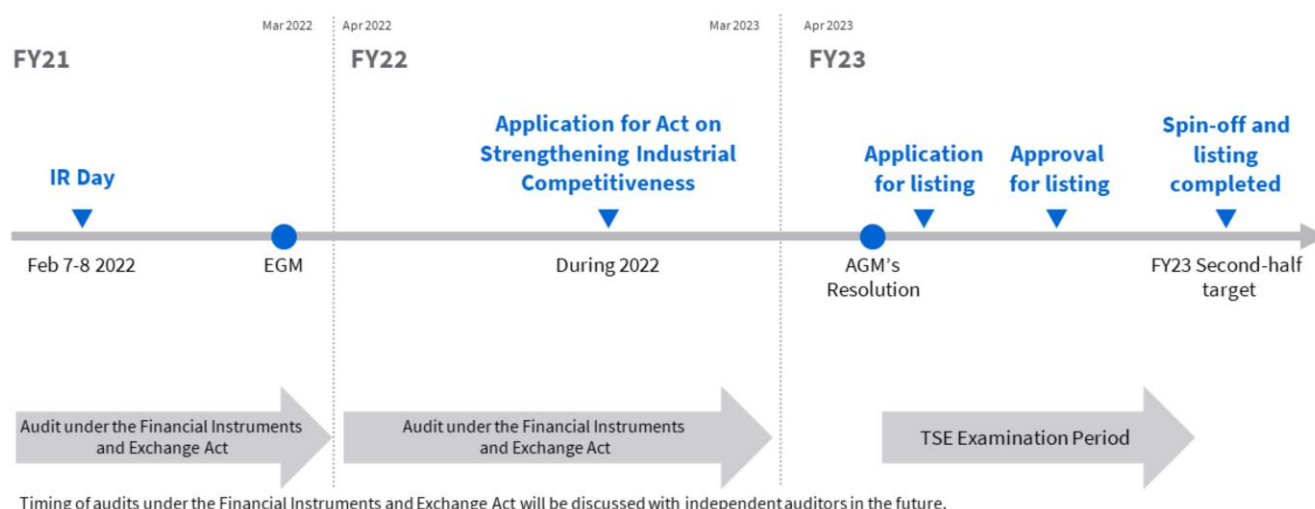 Mar 2022
Apr 2022
Mar 2023
Apr 2023
FY21
FY22
FY23
IR Day
Application for Act on
Strengthening Industrial
Competitiveness
Application
for listing
Approval
for listing
Spin-off and
listing
completed
Feb 7-8 2022
EGM
During 2022
AGM's
Resolution
FY23 Second-half
target
Audit under the Financial Instruments
and Exchange Act
Audit under the Financial Instruments
and Exchange Act
TSE Examination Period
Timing of audits under the Financial Instruments and Exchange Act will be discussed with independent auditors in the future.